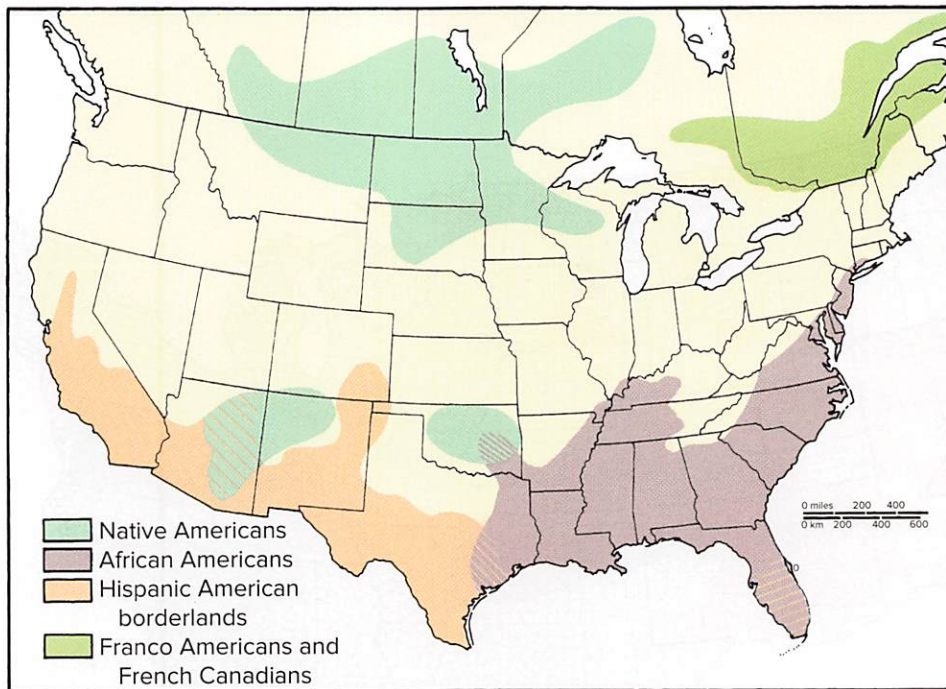 0 miles 200 400
0 km 200 400 600
Native Americans
African Americans
Hispanic American
borderlands
Franco Americans and
French Canadians